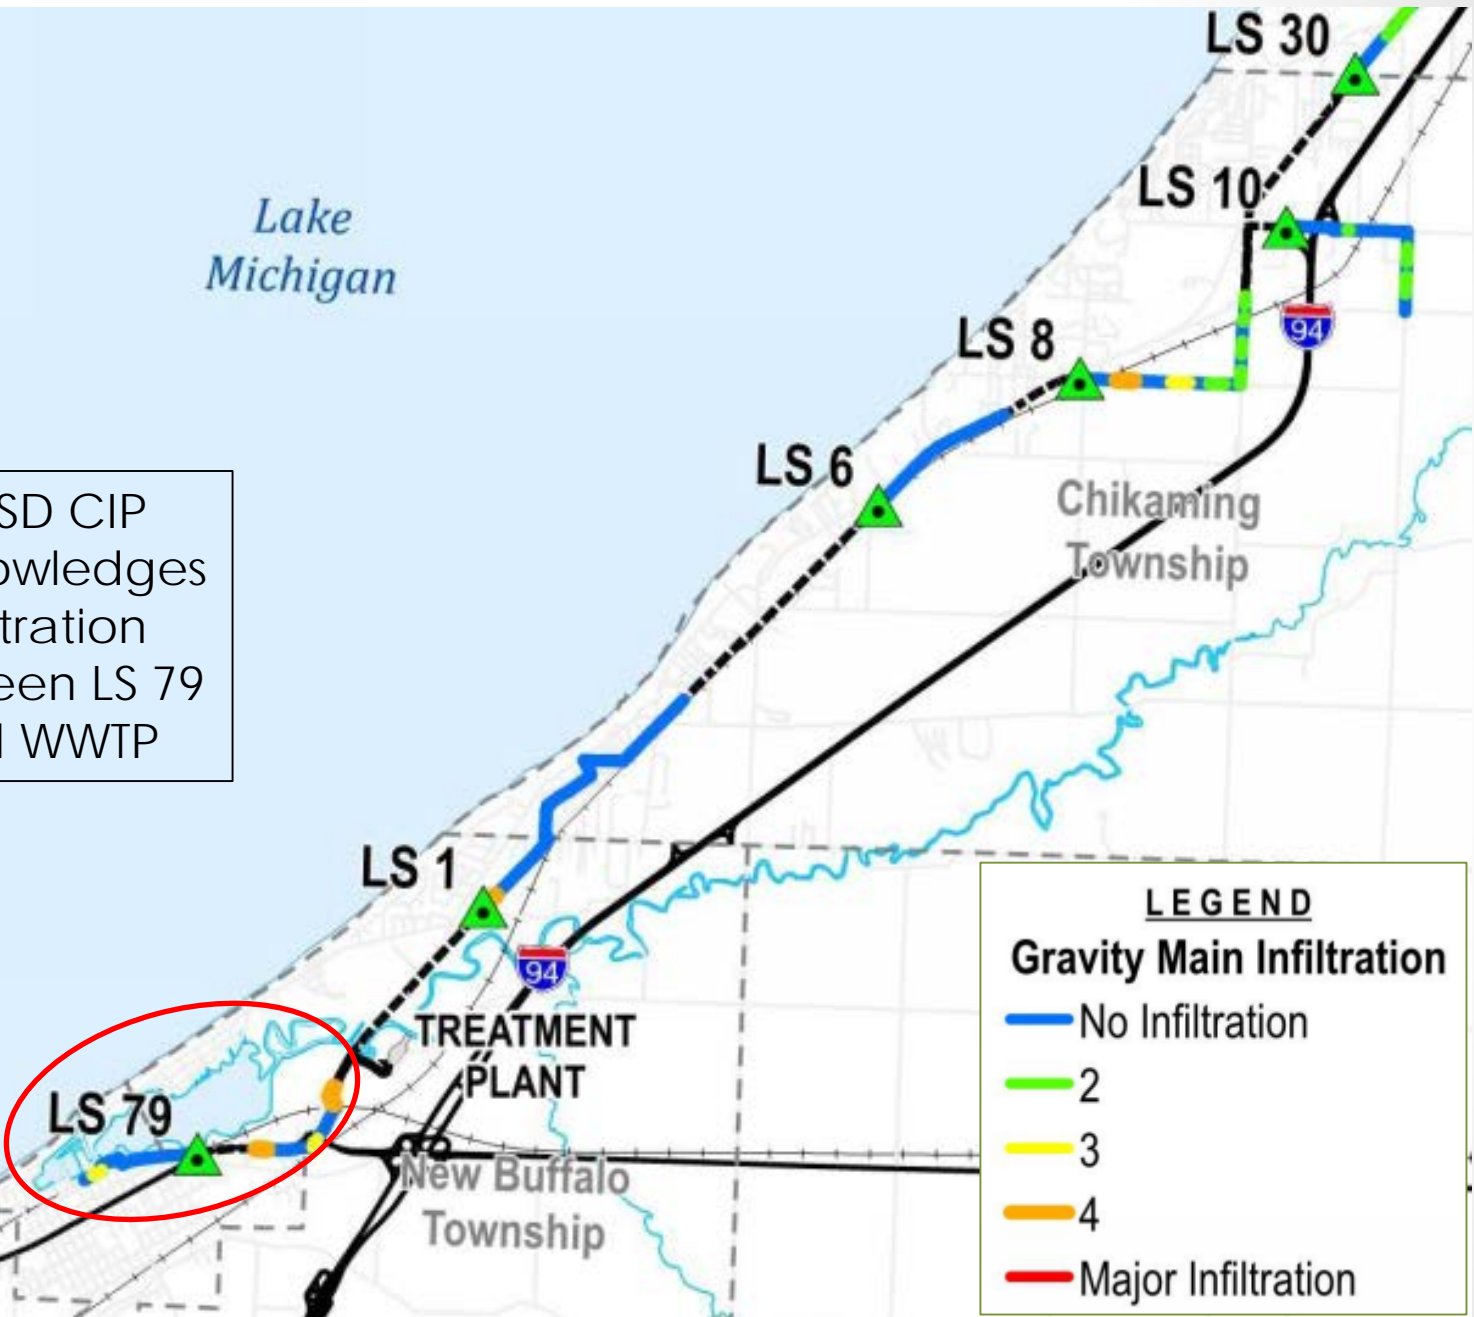 LS 30
LS 10
Lake
Michigan
94
LS 8
LS 6
Chikaming
Township
SD CIP
owledges
tration
een LS 79
WWTP
LS 1
94
TREATMENT
PLANT
LS 79
New Buffalo
Township
LEGEND
Gravity Main Infiltration
No Infiltration
2
3
4
Major Infiltration